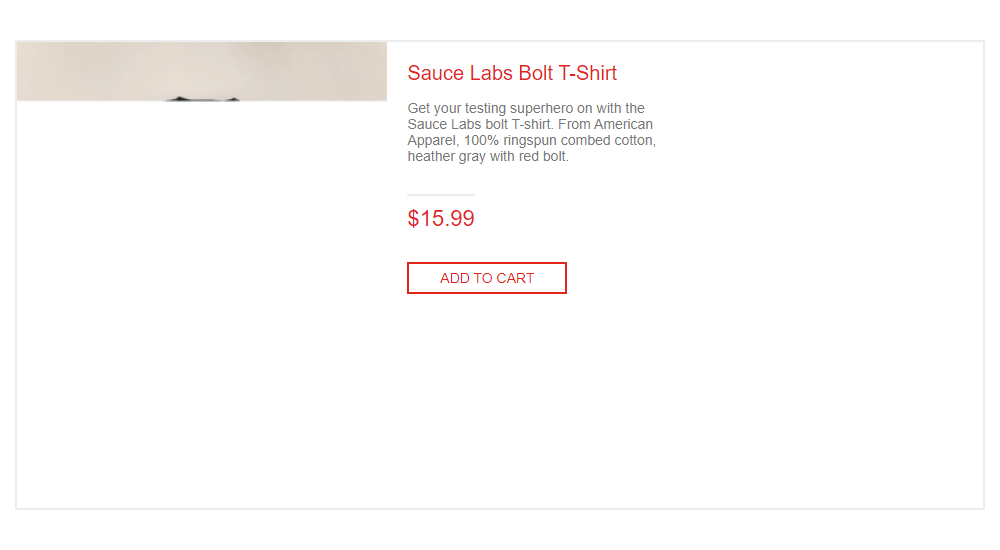 Sauce Labs Bolt T-Shirt
Get your testing superhero on with the
Sauce Labs bolt T-shirt. From American
Apparel, 100% ringspun combed cotton,
heather gray with red bolt.
$15.99
ADD TO CART